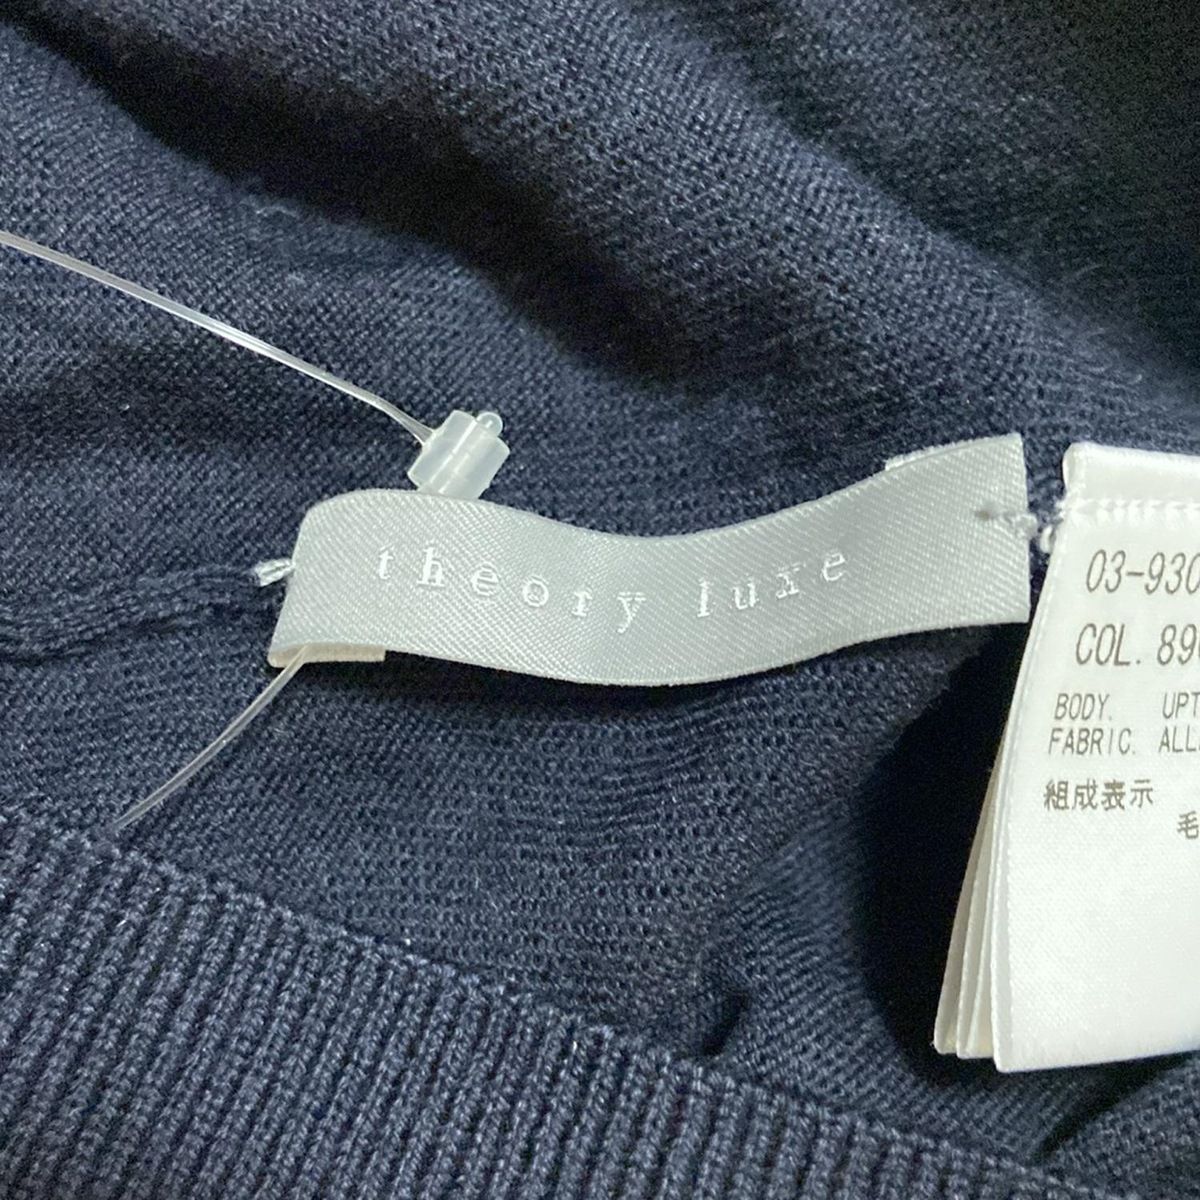 theory luxe
03-930
COL. 89
BODY. UPT
FABRIC. ALL
組成表示
毛